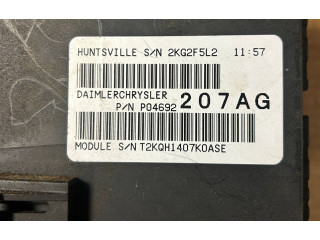 HUNTSVILLE S/N 2KG2F5L2 11:57
DAIMLERCHRYSLER
P/N P04692 207AG
MODULE S/N T2KQH1407K0ASE